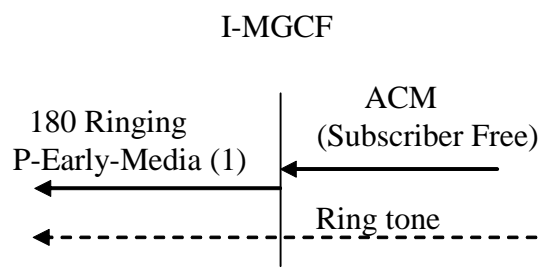 I-MGCF
ACM
180 Ringing
(Subscriber Free)
P-Early-Media (1)
Ring tone